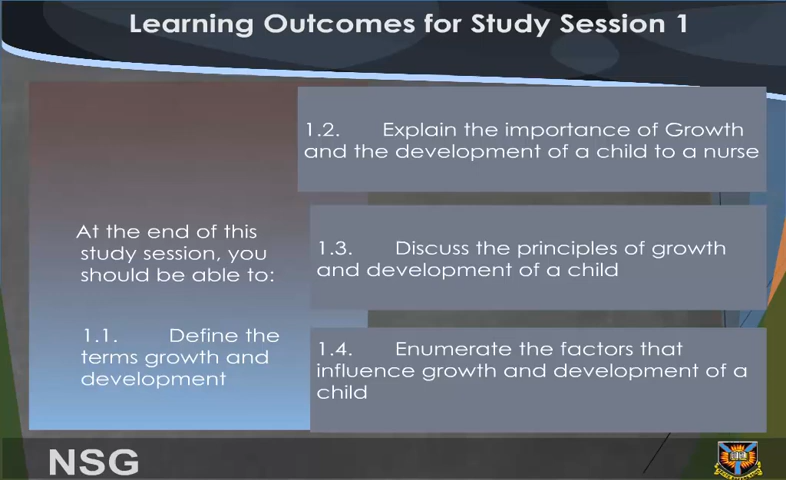 Learning Outcomes for Study Session 1
At the end of this
study session, you
should be able to:
1.1. Define the
terms growth and
development
1.2. Explain the importance of Growth
and the development of a child to a nurse
1.3. Discuss the principles of growth
and development of a child
1.4. Enumerate the factors that
influence growth and development of a
child
NSG